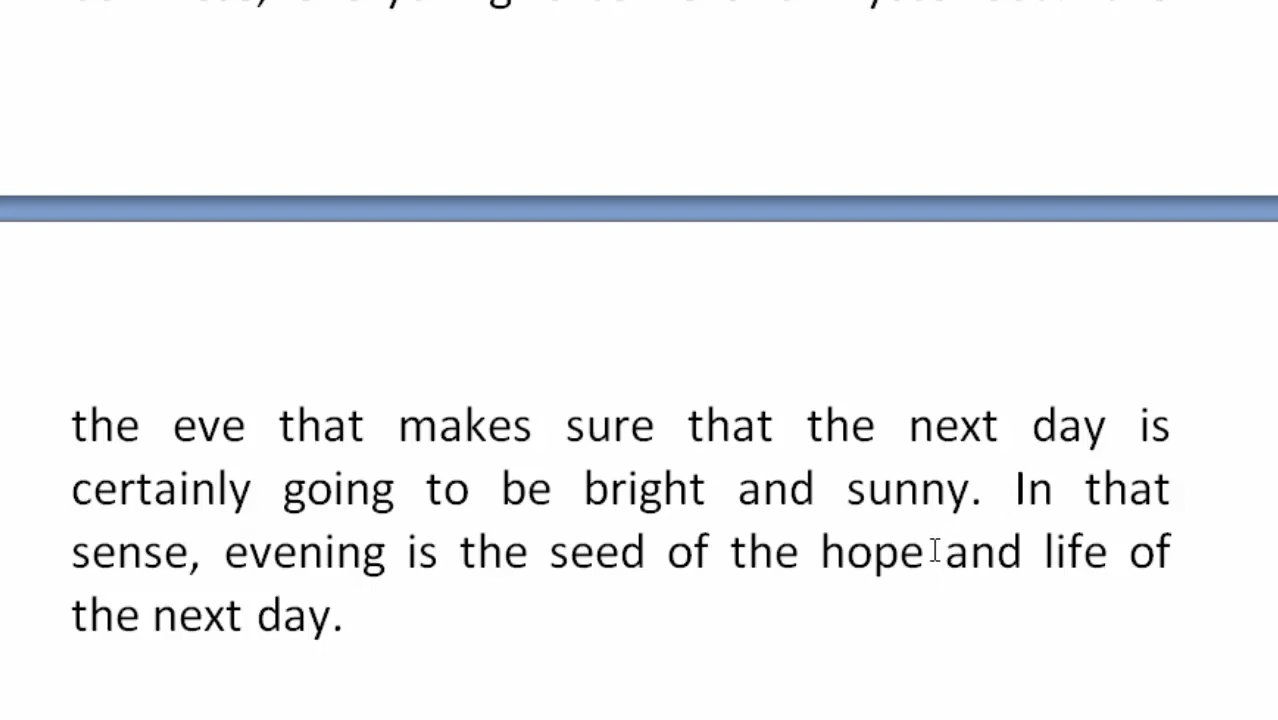 the eve that makes sure that the next day is
certainly going to be bright and sunny. In that
sense, evening is the seed of the hope and life of
the next day.